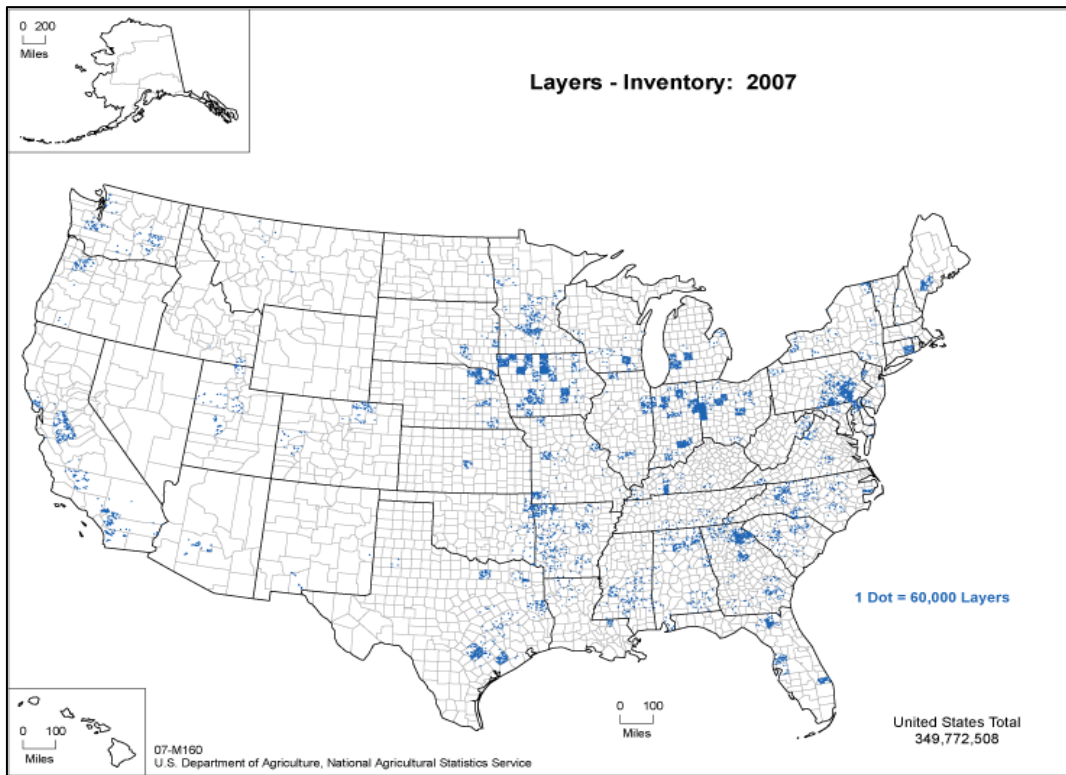 0 200
Miles
Layers - Inventory: 2007
1 Dot = 60,000 Layers
0 100
Miles
0 100
Miles
United States Total
349,772,508
07-M160
U.S. Department of Agriculture, National Agricultural Statistics Service